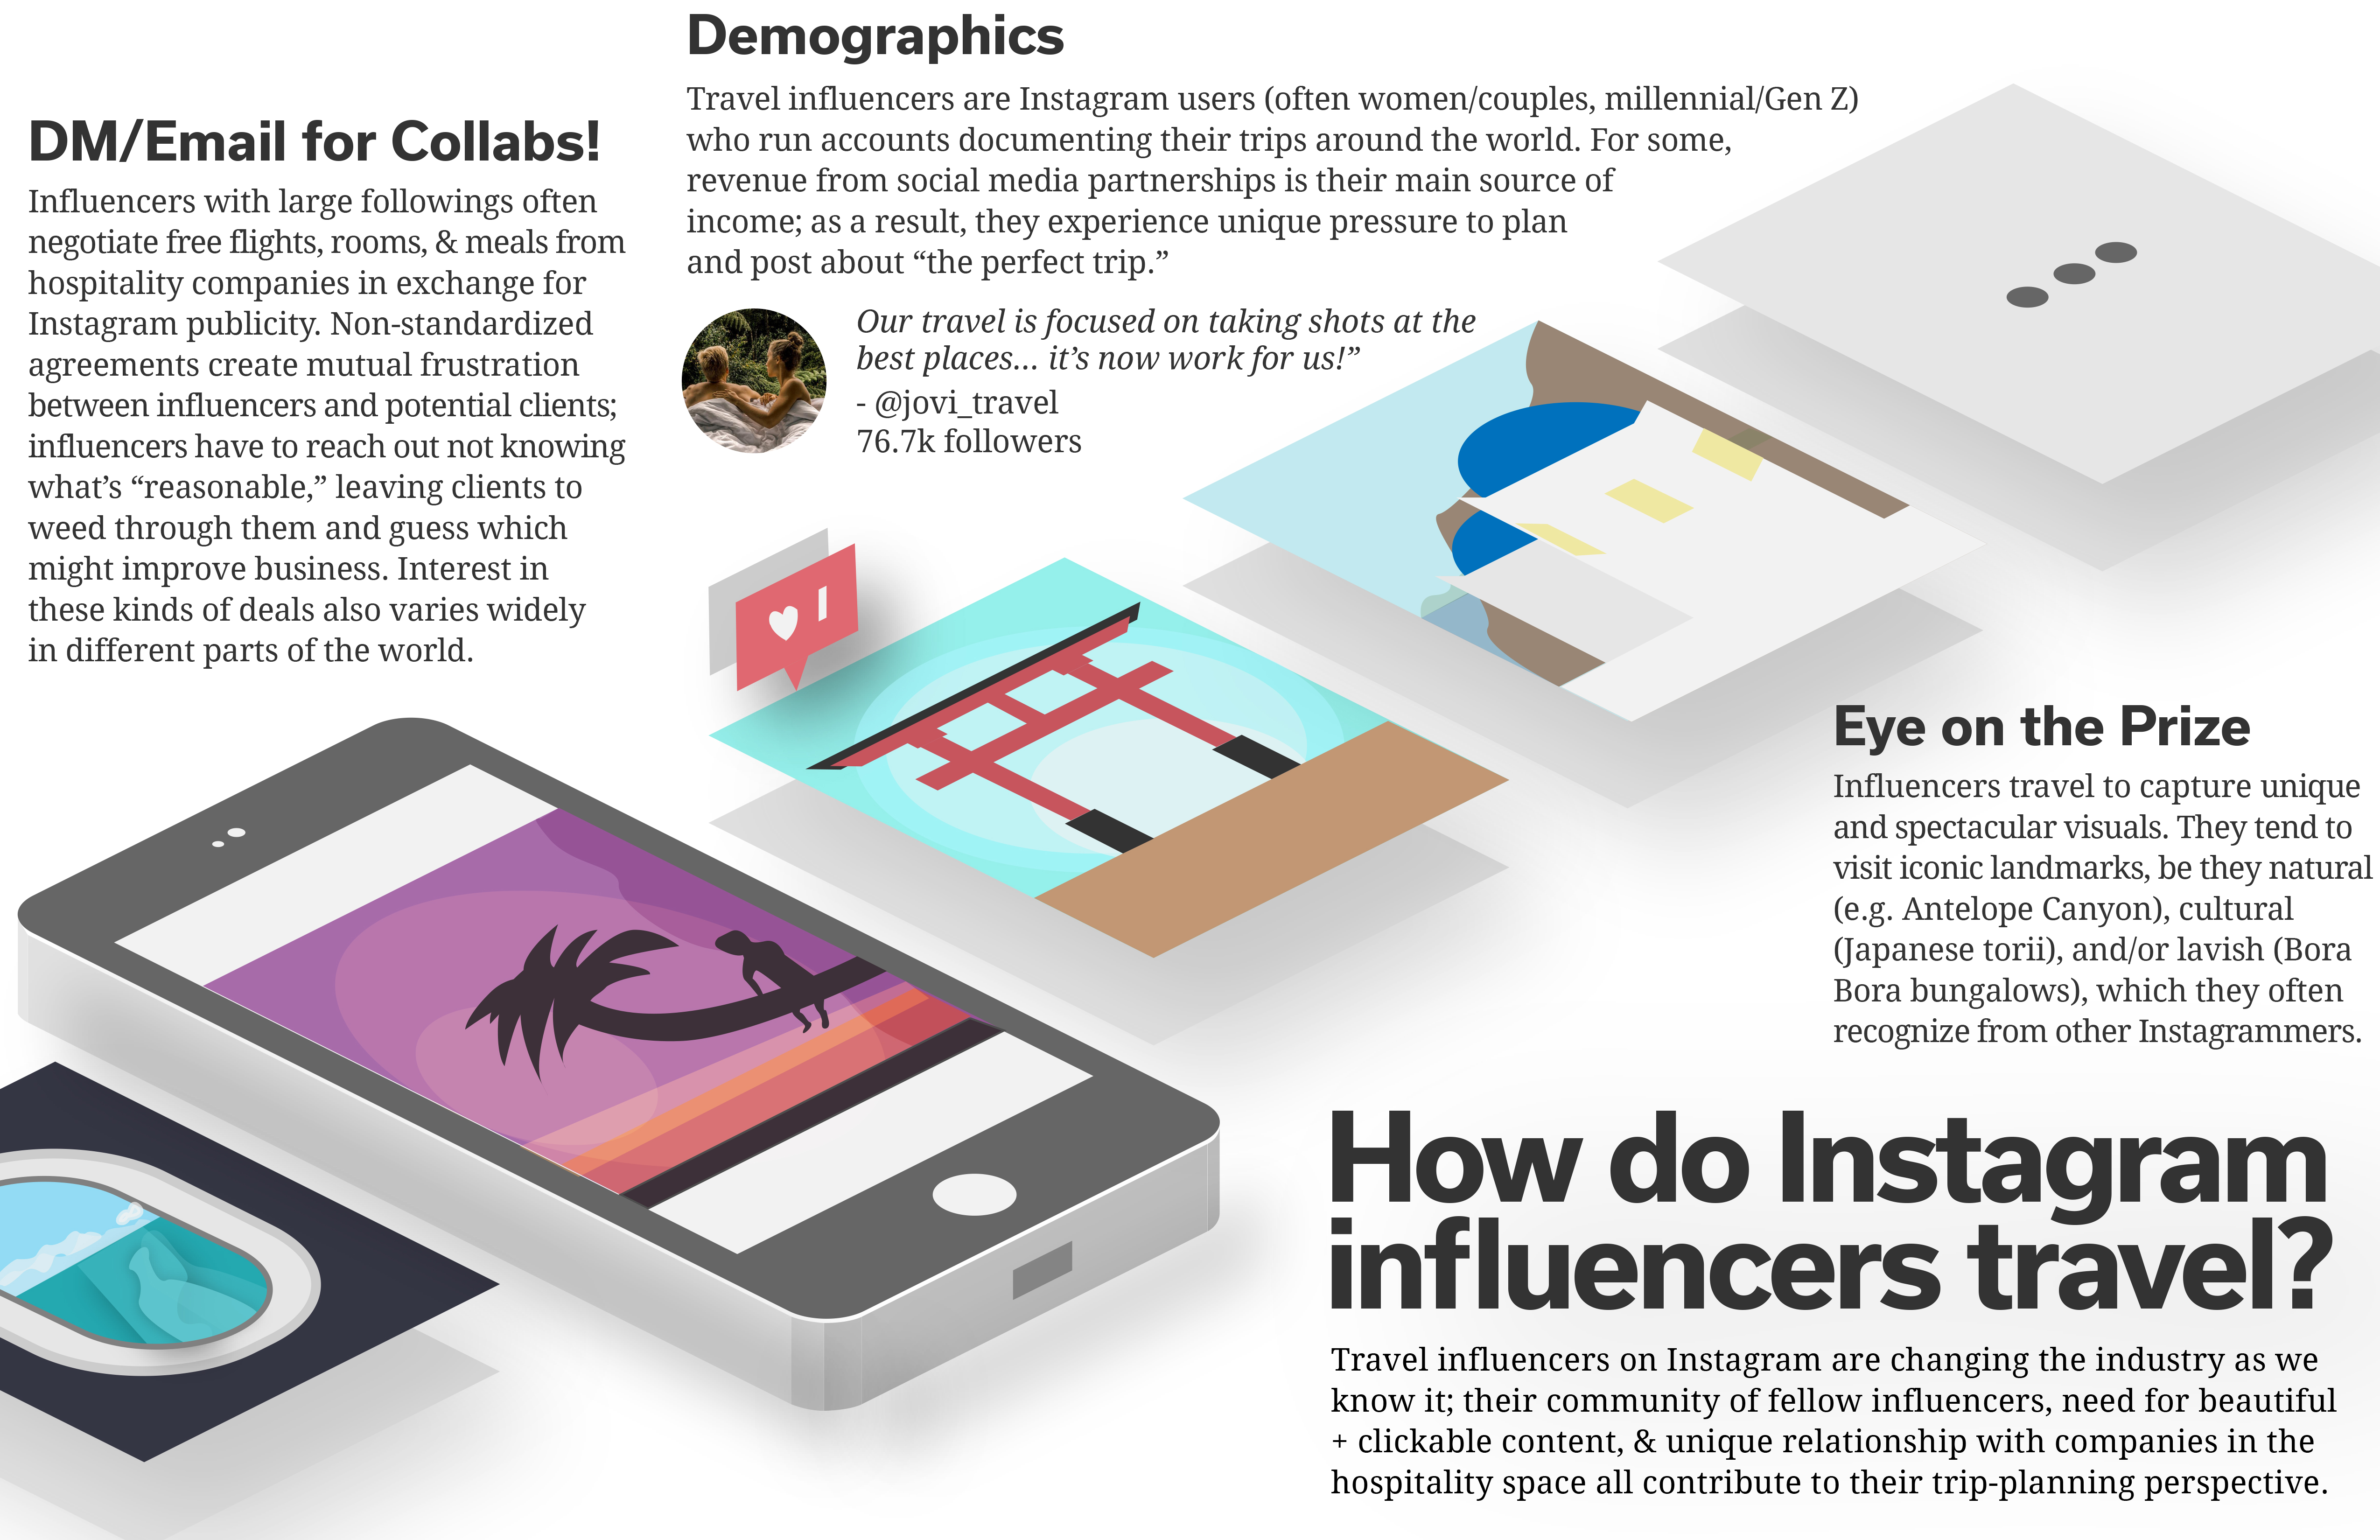 Demographics
Travel influencers are Instagram users (often women/couples, millennial/Gen Z)
who run accounts documenting their trips around the world. For some,
revenue from social media partnerships is their main source of
income; as a result, they experience unique pressure to plan
and post about “the perfect trip.”
Our travel is focused on taking shots at the
best places... it’s now work for us!”
- @jovi_travel
76.7k followers
DM/Email for Collabs!
Influencers with large followings often
negotiate free flights, rooms, & meals from
hospitality companies in exchange for
Instagram publicity. Non-standardized
agreements create mutual frustration
between influencers and potential clients;
influencers have to reach out not knowing
what’s “reasonable,” leaving clients to
weed through them and guess which
might improve business. Interest in
these kinds of deals also varies widely
in different parts of the world.
1
Eye on the Prize
Influencers travel to capture unique
and spectacular visuals. They tend to
visit iconic landmarks, be they natural
(e.g. Antelope Canyon), cultural
(Japanese torii), and/or lavish (Bora
Bora bungalows), which they often
recognize from other Instagrammers.
How do Instagram
influencers travel?
Travel influencers on Instagram are changing the industry as we
know it; their community of fellow influencers, need for beautiful
+ clickable content, & unique relationship with companies in the
hospitality space all contribute to their trip-planning perspective.